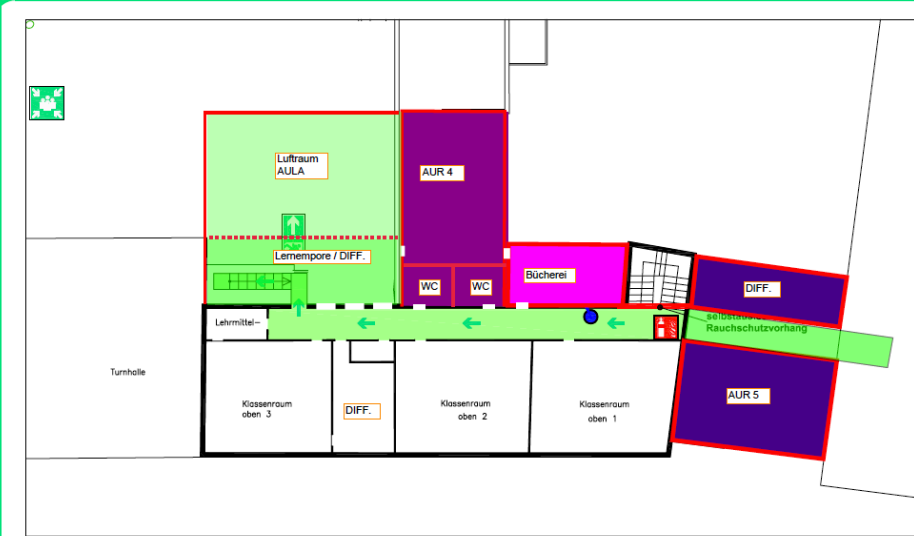 Luftraum
AULA
AUR 4
Lernempore / DIFF.
WC
WC
Bücherei
DIFF.
Rauchschutzvorhang
Lehrmittel–
Turnhalle
Klassenraum
oben 3
DIFF.
Klassenraum
oben 2
Klassenraum
oben 1
AUR 5